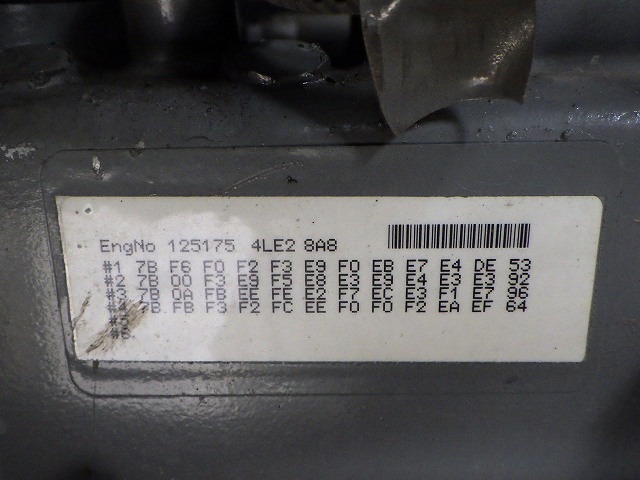 EngNo 125175 4LE2 8A8
#1 7B F6 F0 F2 F3 E9 F0 EB E7 E4 DE 53
#2 7B 00 F3 E9 F5 E8 E3 E9 E4 E3 E3 92
#3 7B 0A FB EE FE E2 F7 EC E3 F1 E7 96
#4 7B FB F3 F2 FC EE F0 F0 F2 EA EF 64
#5
#6